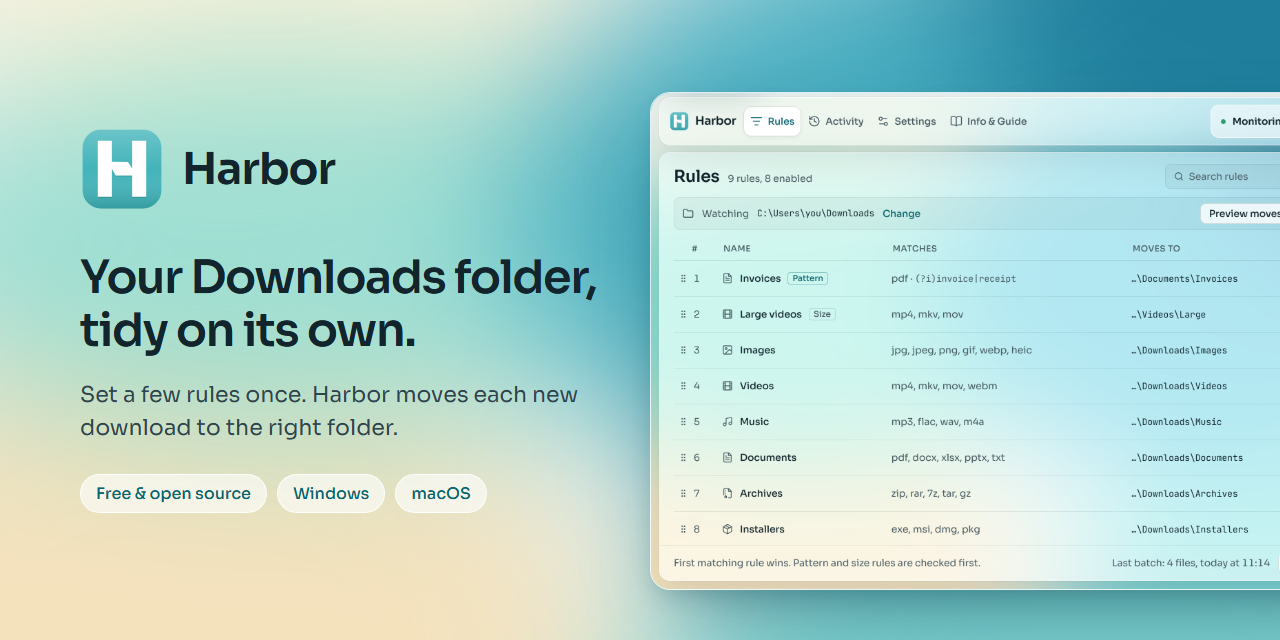 Harbor
Your Downloads folder,
tidy on its own.
Set a few rules once. Harbor moves each new
download to the right folder.
Free & open source Windows macOS
Harbor Rules Activity Settings Info & Guide Monitorin
Rules 9 rules, 8 enabled Search rules
Watching C:\Users\you\Downloads Change Preview moves
# NAME MATCHES MOVES TO
1 Invoices Pattern pdf · (?i)invoice|receipt …\Documents\Invoices
2 Large videos Size mp4, mkv, mov …\Videos\Large
3 Images jpg, jpeg, png, gif, webp, heic …\Downloads\Images
4 Videos mp4, mkv, mov, webm …\Downloads\Videos
5 Music mp3, flac, wav, m4a …\Downloads\Music
6 Documents pdf, docx, xlsx, pptx, txt …\Downloads\Documents
7 Archives zip, rar, 7z, tar, gz …\Downloads\Archives
8 Installers exe, msi, dmg, pkg …\Downloads\Installers
First matching rule wins. Pattern and size rules are checked first. Last batch: 4 files, today at 11:14